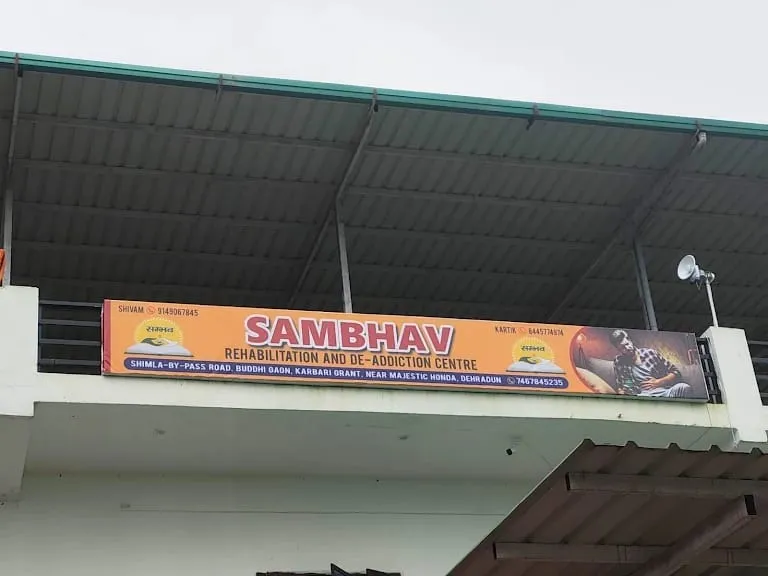 SHIVAM 9149067845
सम्भव
SAMBHAV
KARTIK 8445774874
REHABILITATION AND DE-ADDICTION CENTRE
सम्भव
SHIMLA-BY-PASS ROAD, BUDDHI GAON, KARBARI GRANT, NEAR MAJESTIC HONDA, DEHRADUN 7467845235